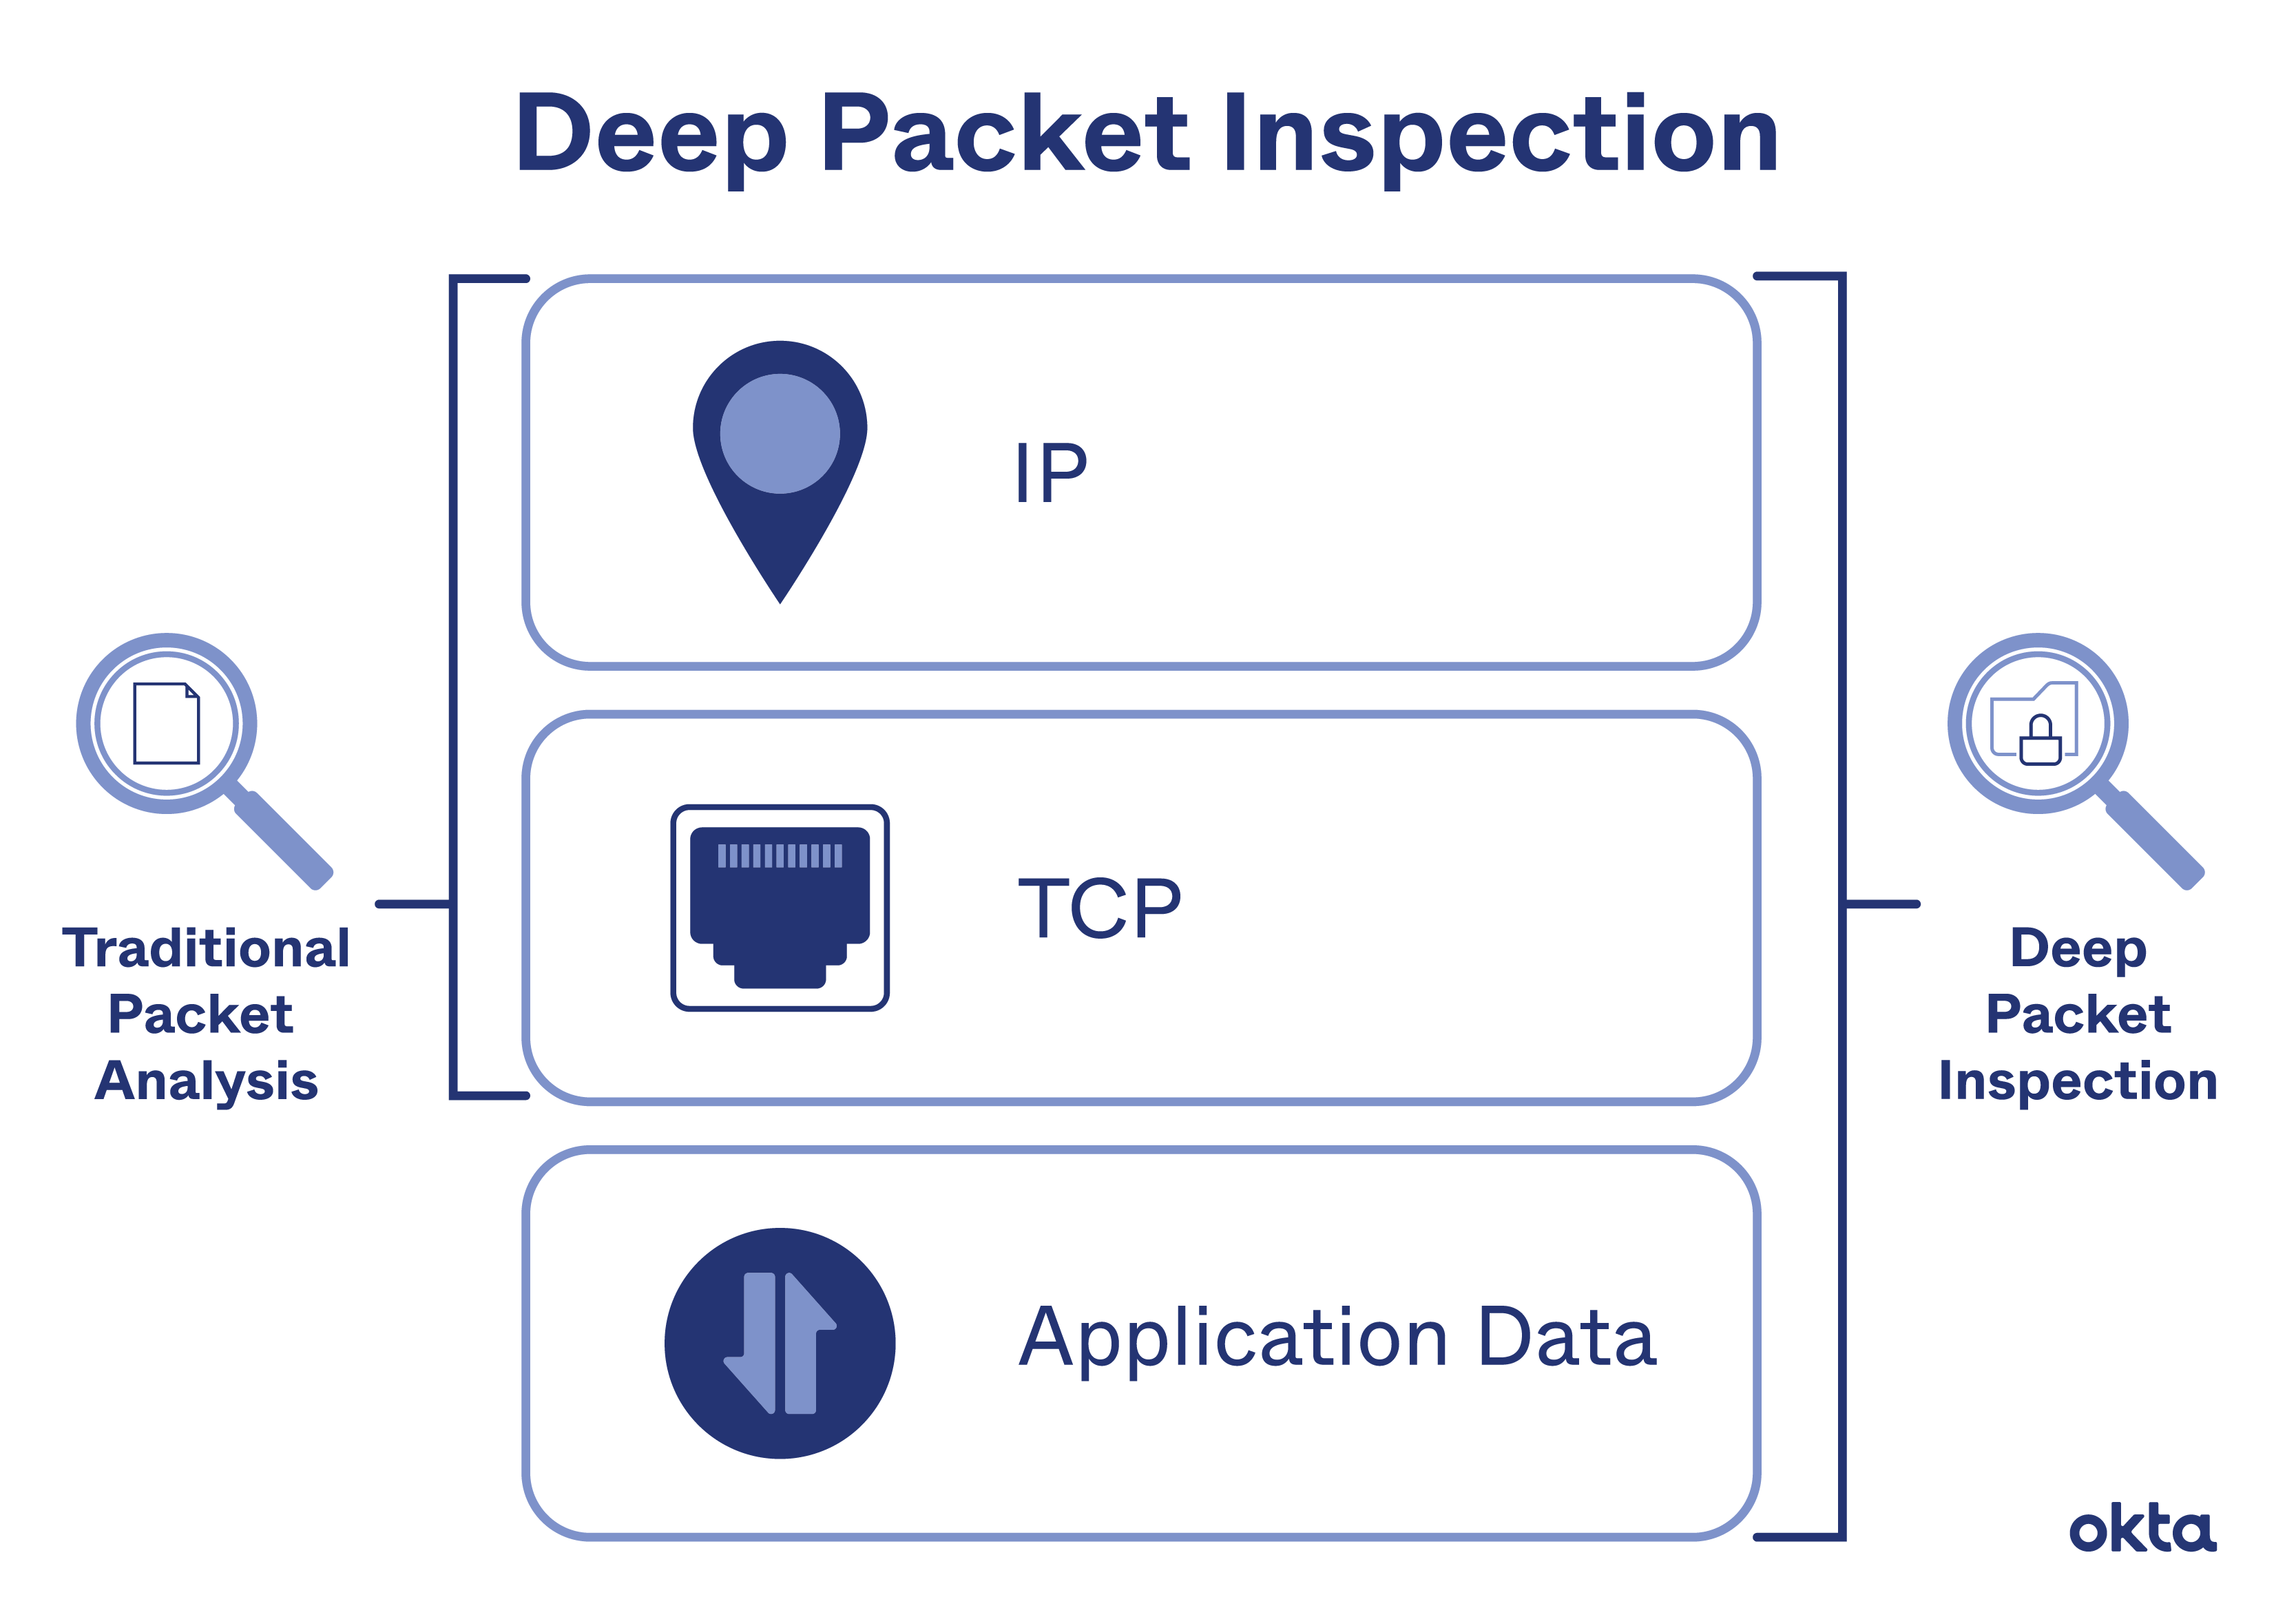 Deep Packet Inspection
IP
TCP
Application Data
Traditional
Packet
Analysis
Deep
Packet
Inspection
okta